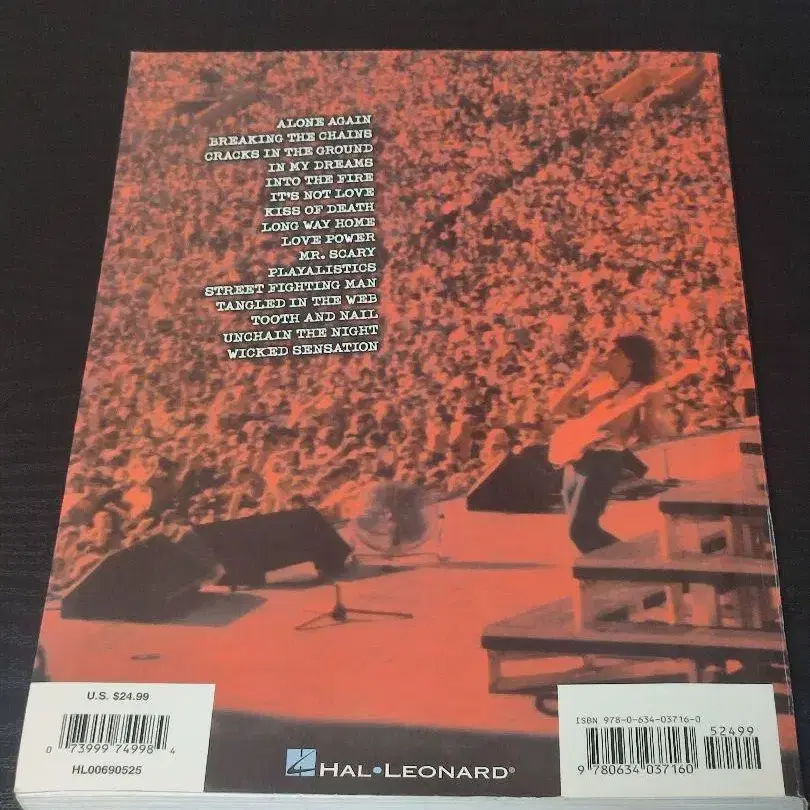 ALONE AGAIN
BREAKING THE CHAINS
CRACKS IN THE GROUND
IN MY DREAMS
INTO THE FIRE
IT'S NOT LOVE
KISS OF DEATH
LONG WAY HOME
LOVE POWER
MR. SCARY
PLAYALISTICS
STREET FIGHTING MAN
TANGLED IN THE WEB
TOOTH AND NAIL
UNCHAIN THE NIGHT
WICKED SENSATION
U.S. $24.99
0 73999 74998 4
HL00690525
HAL•LEONARD®
ISBN 978-0-634-03716-0
52499
9 780634 037160